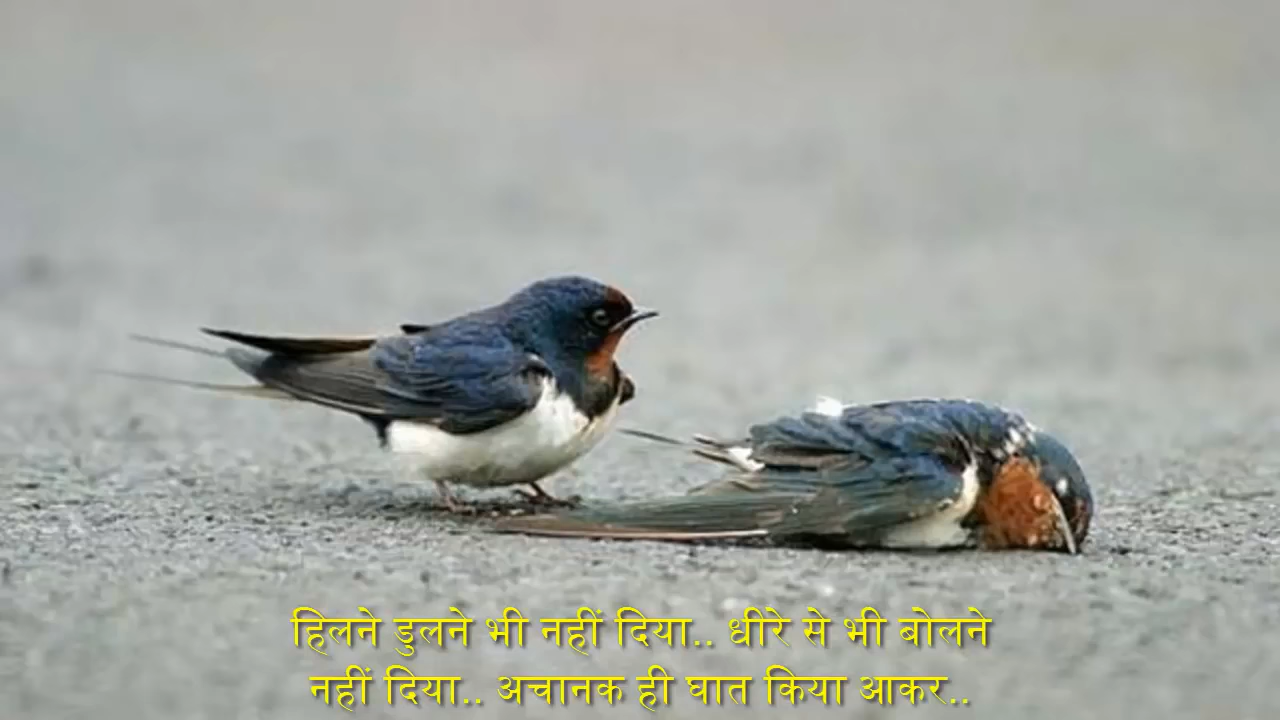 हिलने डुलने भी नहीं दिया.. धीरे से भी बोलने
नहीं दिया.. अचानक ही घात किया आकर..